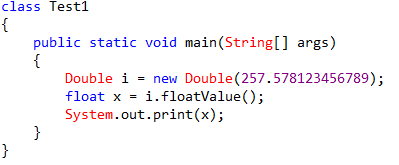 class Test1
{
    public static void main(String[] args)
    {
        Double i = new Double(257.578123456789);
        float x = i.floatValue();
        System.out.print(x);
    }
}